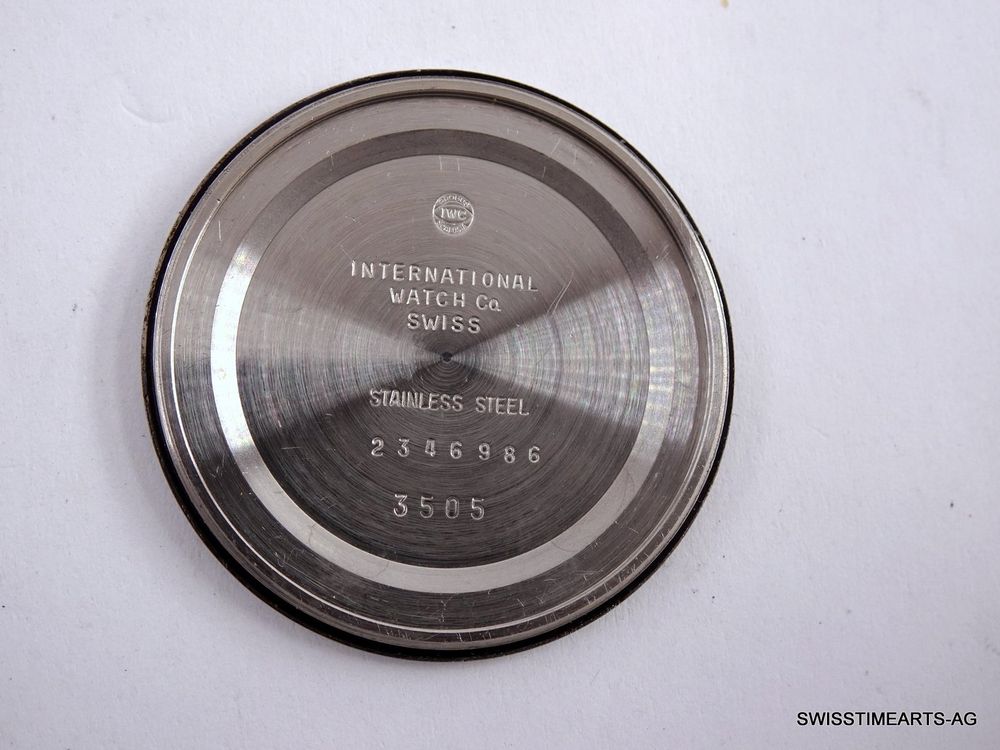 IWC
INTERNATIONAL
WATCH Co
SWISS
STAINLESS STEEL
2346986
3505
SWISSTIMEARTS-AG